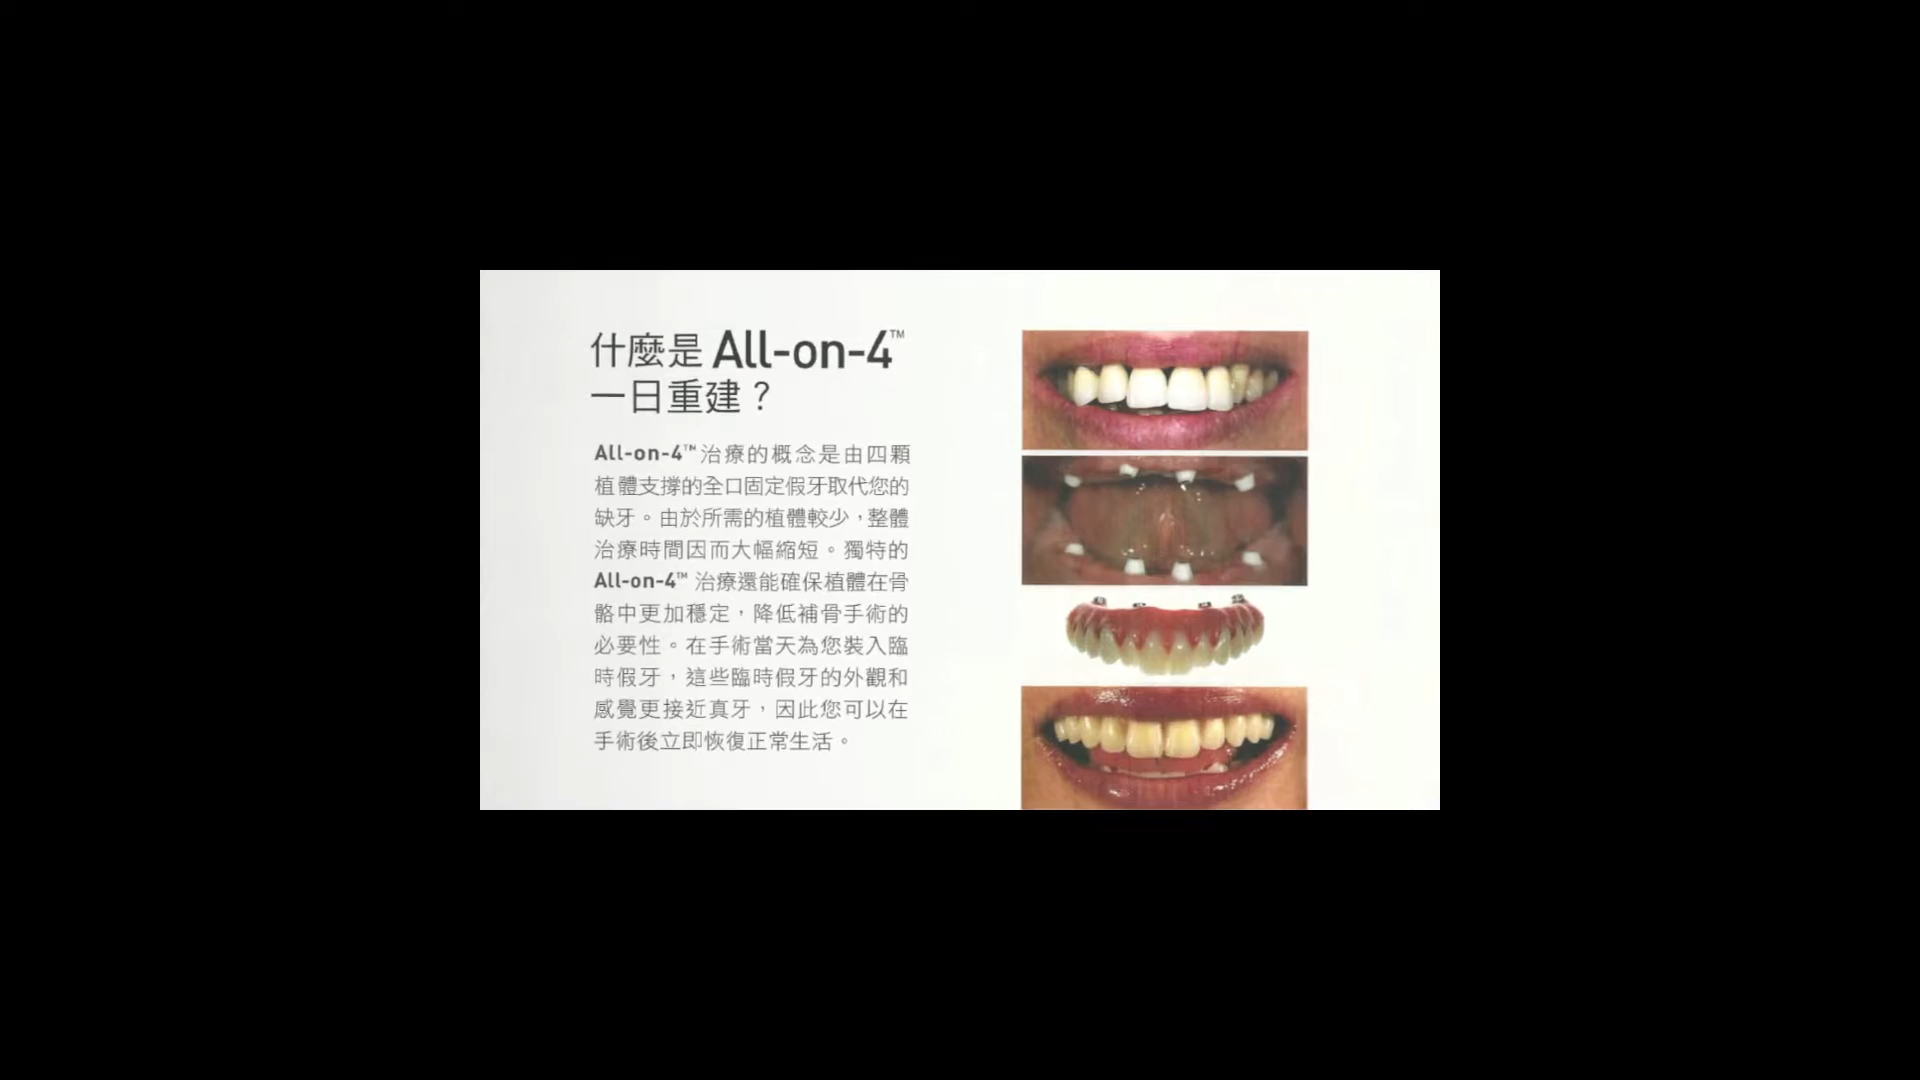 什麼是 All-on-4™
一日重建？
All-on-4™ 治療的概念是由四顆
植體支撐的全口固定假牙取代您的
缺牙。由於所需的植體較少，整體
治療時間因而大幅縮短。獨特的
All-on-4™ 治療還能確保植體在骨
骼中更加穩定，降低補骨手術的
必要性。在手術當天為您裝入臨
時假牙，這些臨時假牙的外觀和
感覺更接近真牙，因此您可以在
手術後立即恢復正常生活。